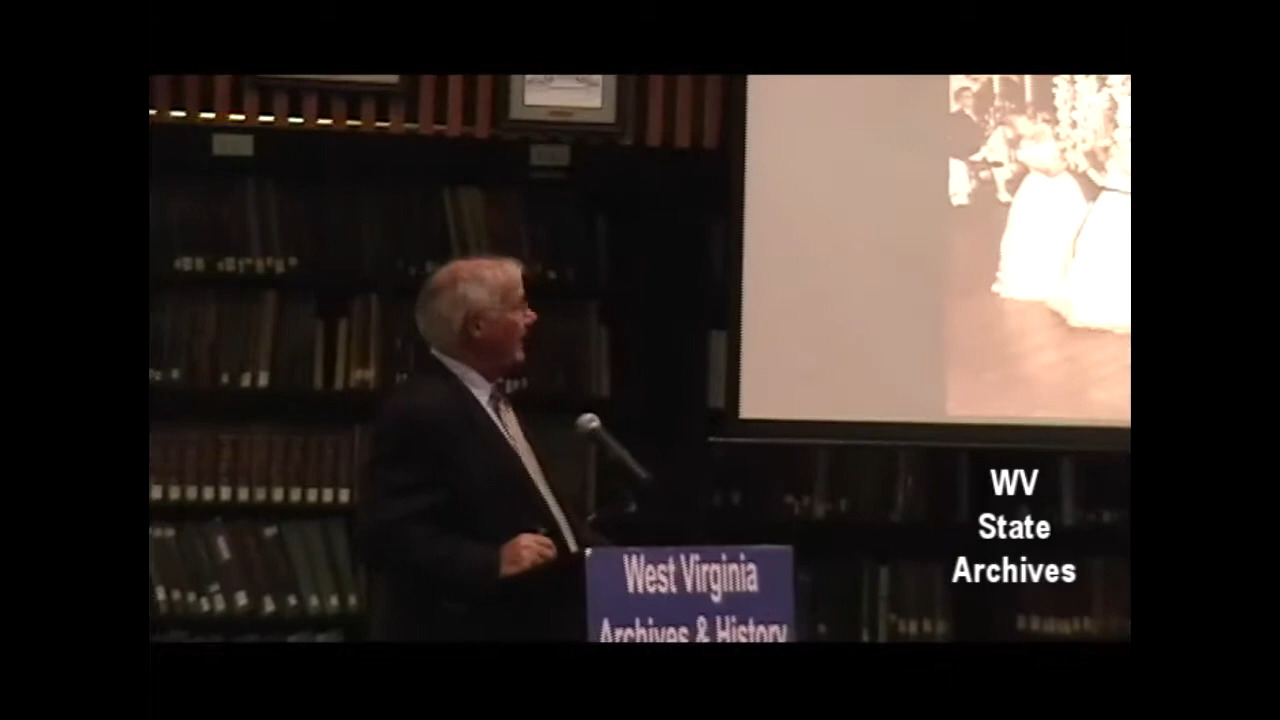 WV
State
Archives
West Virginia
Archives & History